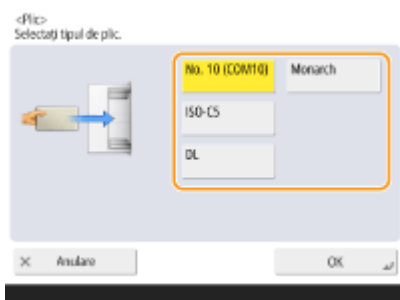 <Plic>
Selectați tipul de plic.
No. 10 (COM10) Monarch
ISO-C5
DL
Anulare OK